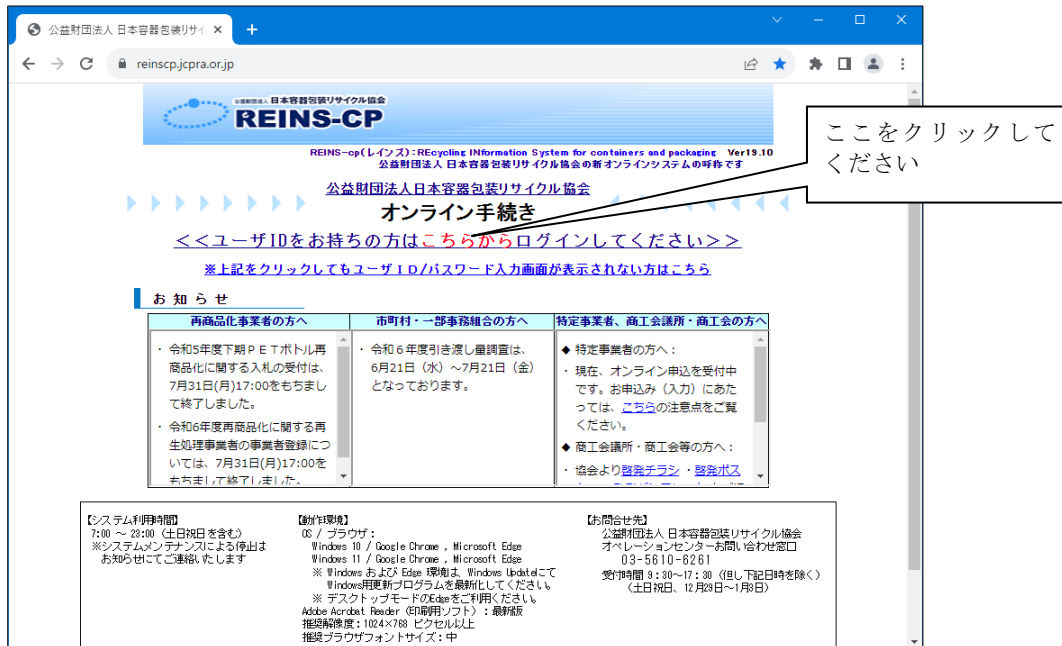 公益財団法人 日本容器包装リサイ
reinscp.jcpra.or.jp
公益財団法人 日本容器包装リサイクル協会
REINS-CP
REINS-cp(レインズ):REcycling INformation System for containers and packaging Ver19.10
公益財団法人 日本容器包装リサイクル協会の新オンラインシステムの呼称です
ここをクリックして
ください
公益財団法人日本容器包装リサイクル協会
オンライン手続き
<<ユーザIDをお持ちの方はこちらからログインしてください>>
※上記をクリックしてもユーザID/パスワード入力画面が表示されない方はこちら
お 知 ら せ
再商品化事業者の方へ
・ 令和5年度下期PETボトル再
商品化に関する入札の受付は、
7月31日(月)17:00をもちまし
て終了しました。
・ 令和6年度再商品化に関する再
生処理事業者の事業者登録につ
いては、7月31日(月)17:00を
もちまして終了しました。
市町村・一部事務組合の方へ
・ 令和6年度引き渡し量調査は、
6月21日(水)~7月21日(金)
となっております。
特定事業者、商工会議所・商工会の方へ
◆ 特定事業者の方へ:
・ 現在、オンライン申込を受付中
です。お申込み(入力)にあた
っては、こちらの注意点をご覧
ください。
◆ 商工会議所・商工会等の方へ:
・ 協会より啓発チラシ ・啓発ポス
【システム利用時間】
7:00 ~ 23:00 (土日祝日を含む)
※システムメンテナンスによる停止は
お知らせにてご連絡いたします
【動作環境】
OS / ブラウザ:
Windows 10 / Google Chrome , Microsoft Edge
Windows 11 / Google Chrome , Microsoft Edge
※ Windows および Edge 環境は、Windows Updateにて
Windows用更新プログラムを最新化してください。
※ デスクトップモードのEdgeをご利用ください。
Adobe Acrobat Reader (印刷用ソフト) : 最新版
推奨解像度:1024×768 ピクセル以上
推奨ブラウザフォントサイズ:中
【お問合せ先】
公益財団法人 日本容器包装リサイクル協会
オペレーションセンターお問い合わせ窓口
03-5610-6261
受付時間 9:30~17:30 (但し下記日時を除く)
(土日祝日、12月29日~1月3日)